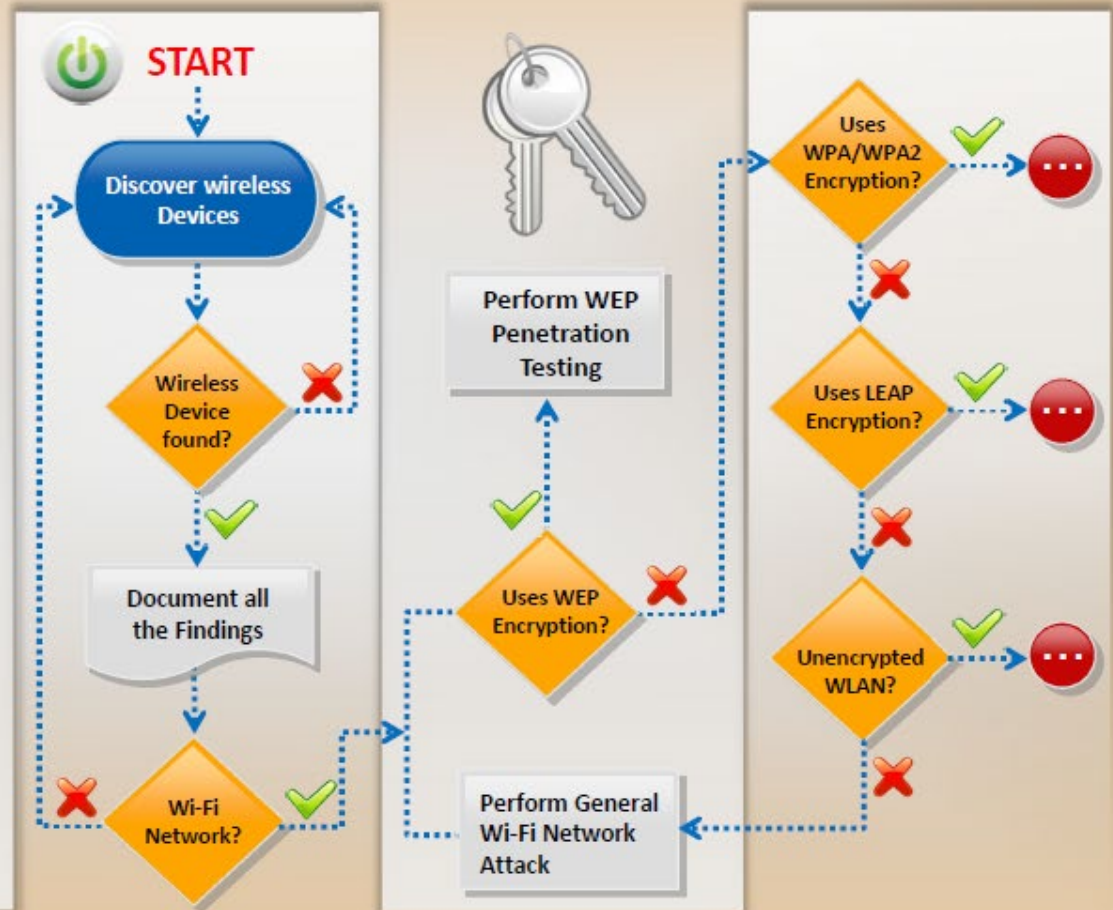 START
Discover wireless
Devices
Wireless
Device
found?
Document all
the Findings
Wi-Fi
Network?
Perform WEP
Penetration
Testing
Uses WEP
Encryption?
Perform General
Wi-Fi Network
Attack
Uses
WPA/WPA2
Encryption?
...
Uses LEAP
Encryption?
...
Unencrypted
WLAN?
...